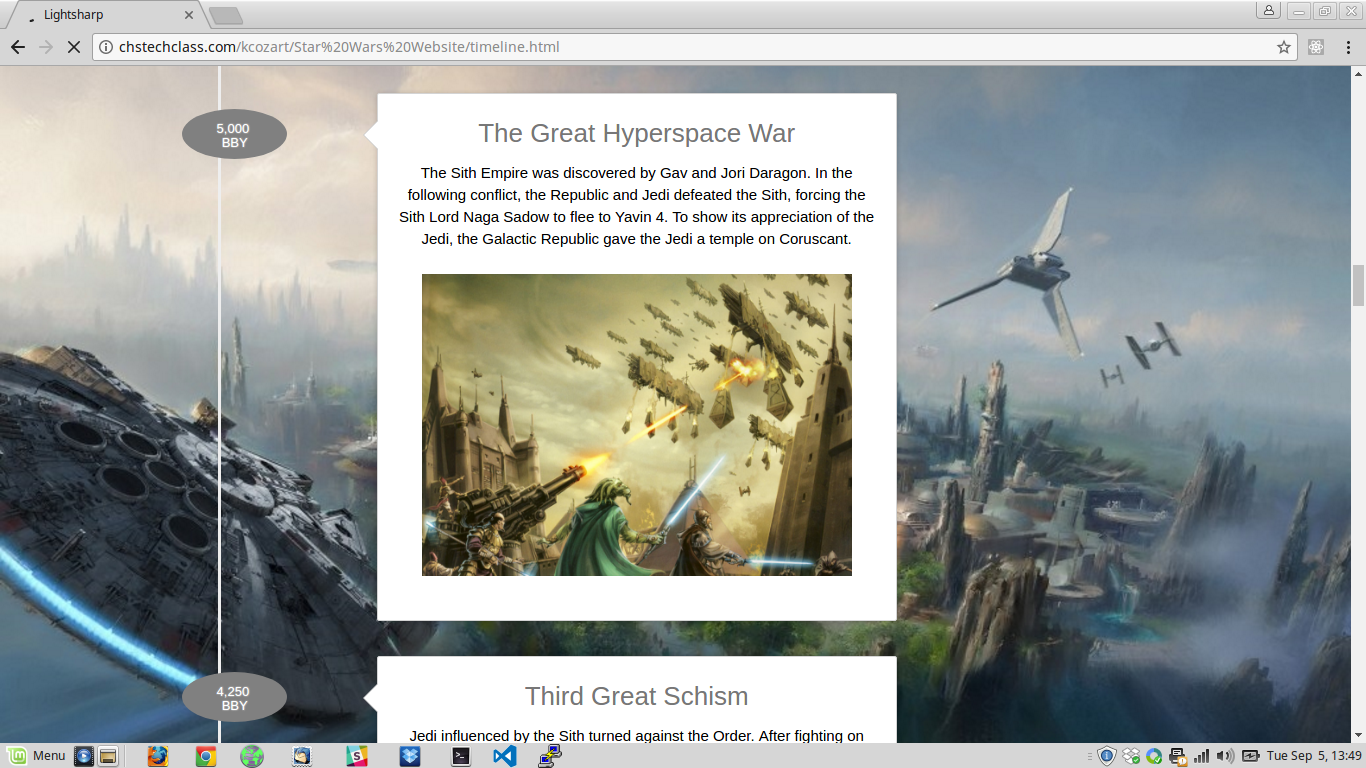 Lightsharp
chstechclass.com/kcozart/Star%20Wars%20Website/timeline.html
5,000
BBY
The Great Hyperspace War
The Sith Empire was discovered by Gav and Jori Daragon. In the
following conflict, the Republic and Jedi defeated the Sith, forcing the
Sith Lord Naga Sadow to flee to Yavin 4. To show its appreciation of the
Jedi, the Galactic Republic gave the Jedi a temple on Coruscant.
4,250
BBY
Third Great Schism
Jedi influenced by the Sith turned against the Order. After fighting on
Menu
Tue Sep 5, 13:49